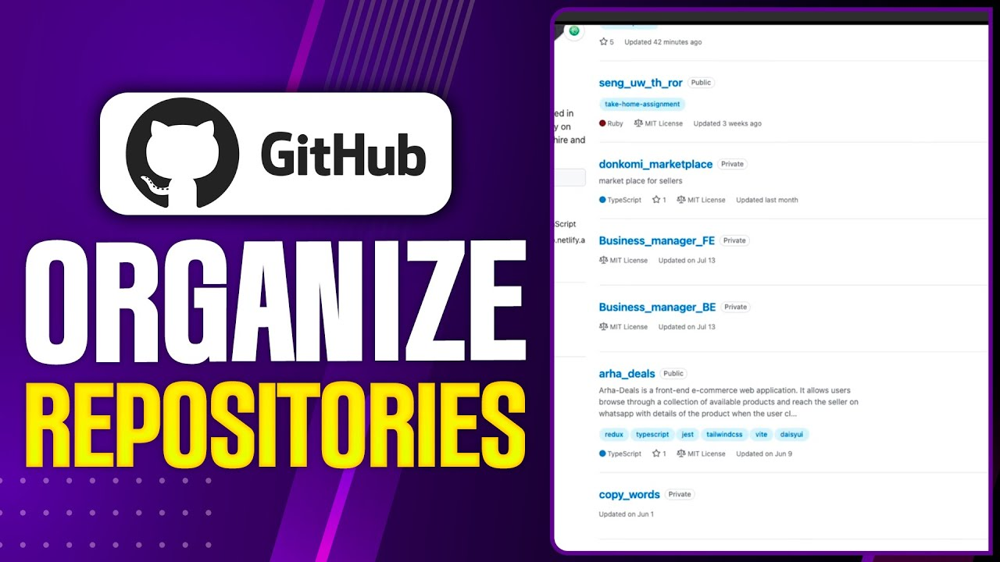 GitHub
ORGANIZE
REPOSITORIES
5 Updated 42 minutes ago
seng_uw_th_ror Public
take-home-assignment
Ruby MIT License Updated 3 weeks ago
donkomi_marketplace Private
market place for sellers
TypeScript 1 MIT License Updated last month
Business_manager_FE Private
MIT License Updated on Jul 13
Business_manager_BE Private
MIT License Updated on Jul 13
arha_deals Public
Arha-Deals is a front-end e-commerce web application. It allows users
browse through a collection of available products and reach the seller on
whatsapp with details of the product when the user cl...
redux typescript jest tailwindcss vite daisyui
TypeScript 1 MIT License Updated on Jun 9
copy_words Private
Updated on Jun 1
ed in
y on
hire and
Script
.netlify.a